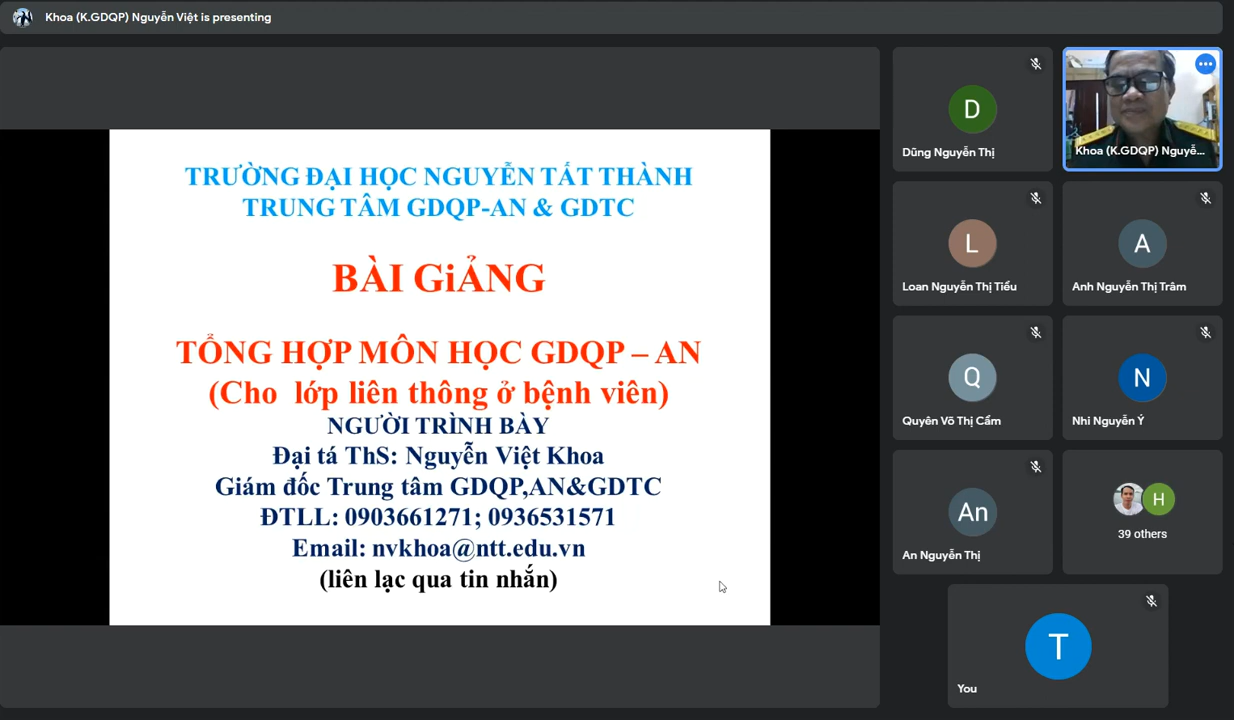 Khoa (K.GDQP) Nguyễn Việt is presenting
TRƯỜNG ĐẠI HỌC NGUYỄN TẤT THÀNH
TRUNG TÂM GDQP-AN & GDTC
BÀI GiẢNG
TỔNG HỢP MÔN HỌC GDQP – AN
(Cho lớp liên thông ở bệnh viên)
NGƯỜI TRÌNH BÀY
Đại tá ThS: Nguyễn Việt Khoa
Giám đốc Trung tâm GDQP,AN&GDTC
ĐTLL: 0903661271; 0936531571
Email: nvkhoa@ntt.edu.vn
(liên lạc qua tin nhắn)
D
Dũng Nguyễn Thị
Khoa (K.GDQP) Nguyễ...
L
Loan Nguyễn Thị Tiểu
A
Anh Nguyễn Thị Trâm
Q
Quyên Võ Thị Cẩm
N
Nhi Nguyễn Ý
An
An Nguyễn Thị
H
39 others
T
You